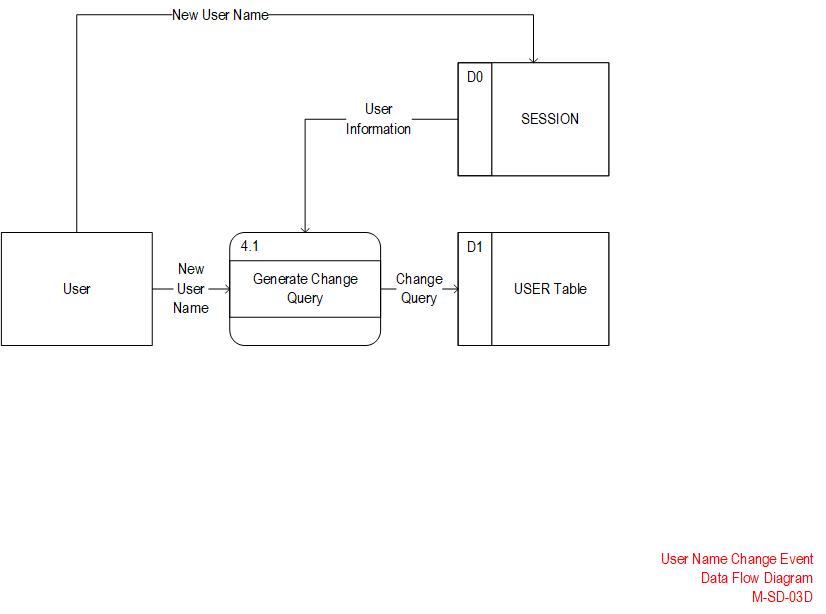 New User Name
D0
SESSION
User
Information
4.1
Generate Change
Query
User
New
User
Name
Change
Query
D1
USER Table
User Name Change Event
Data Flow Diagram
M-SD-03D